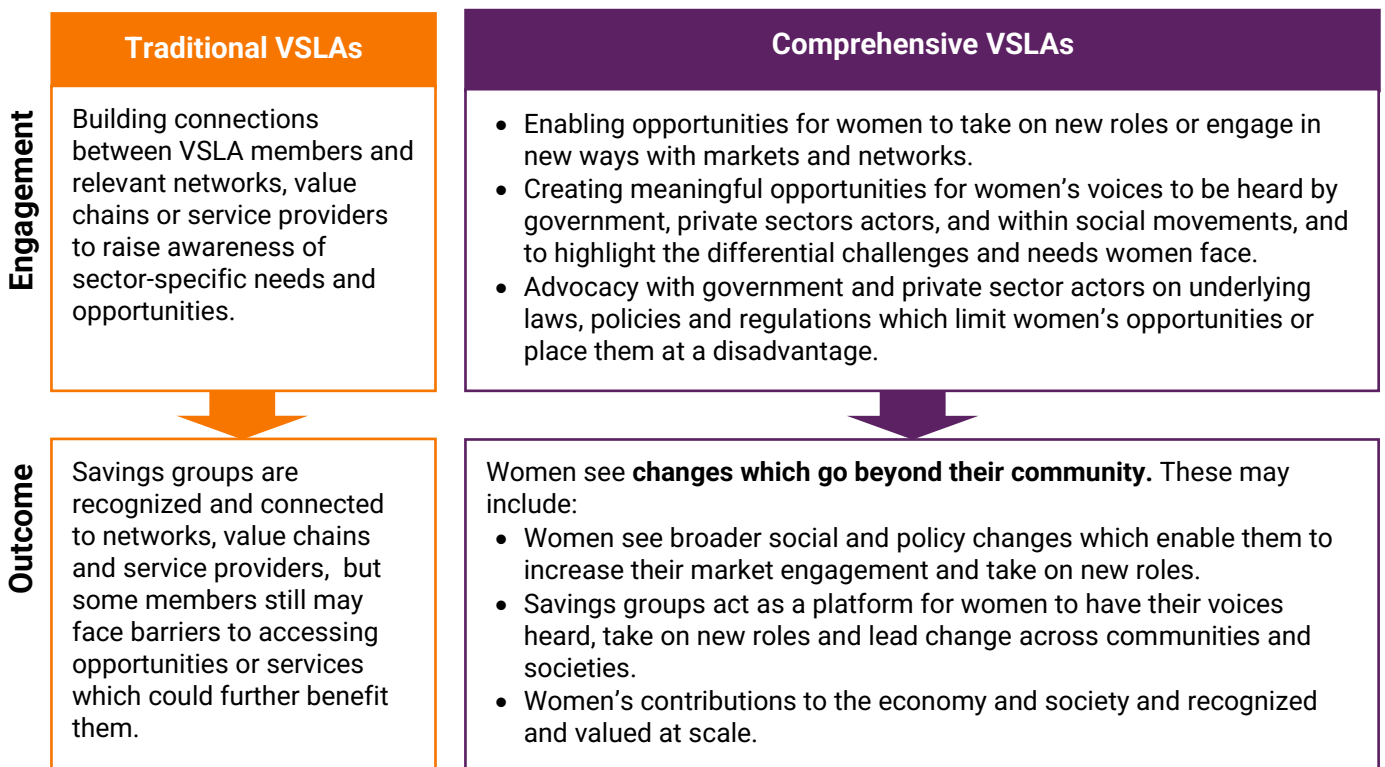 Traditional VSLAs
Comprehensive VSLAs
Engagement
Building connections
between VSLA members and
relevant networks, value
chains or service providers
to raise awareness of
sector-specific needs and
opportunities.
• Enabling opportunities for women to take on new roles or engage in
new ways with markets and networks.
• Creating meaningful opportunities for women’s voices to be heard by
government, private sectors actors, and within social movements, and
to highlight the differential challenges and needs women face.
• Advocacy with government and private sector actors on underlying
laws, policies and regulations which limit women’s opportunities or
place them at a disadvantage.
Outcome
Savings groups are
recognized and connected
to networks, value chains
and service providers, but
some members still may
face barriers to accessing
opportunities or services
which could further benefit
them.
Women see changes which go beyond their community. These may
include:
• Women see broader social and policy changes which enable them to
increase their market engagement and take on new roles.
• Savings groups act as a platform for women to have their voices
heard, take on new roles and lead change across communities and
societies.
• Women’s contributions to the economy and society and recognized
and valued at scale.